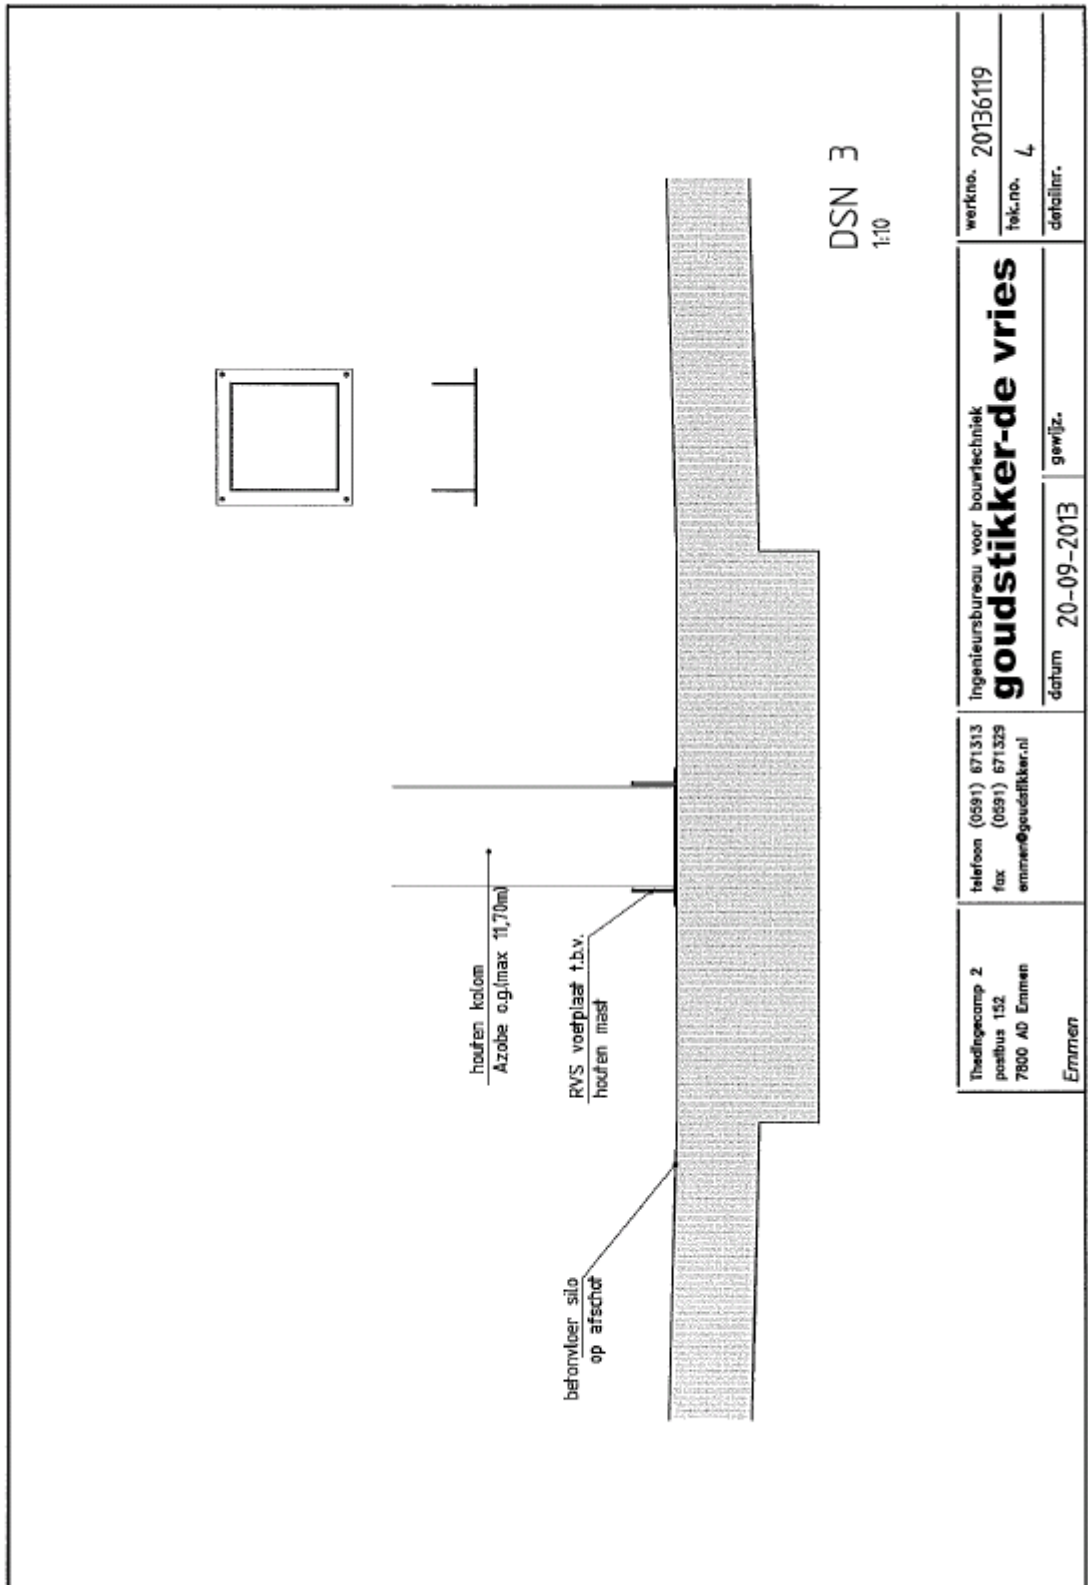 houten kolom
Azobe o.g.(max 11,70m)
RVS voetplaat t.b.v.
houten mast
betonvloer silo
op afschot
DSN 3
1:10
Thedingecamp 2
postbus 152
7800 AD Emmen
Emmen
telefoon (0591) 671313
fax (0591) 671329
emmen@goudstikker.nl
ingenieursbureau voor bouwtechniek
goudstikker-de vries
datum 20-09-2013
gewijz.
werkno. 20136119
tek.no. 4
detailnr.